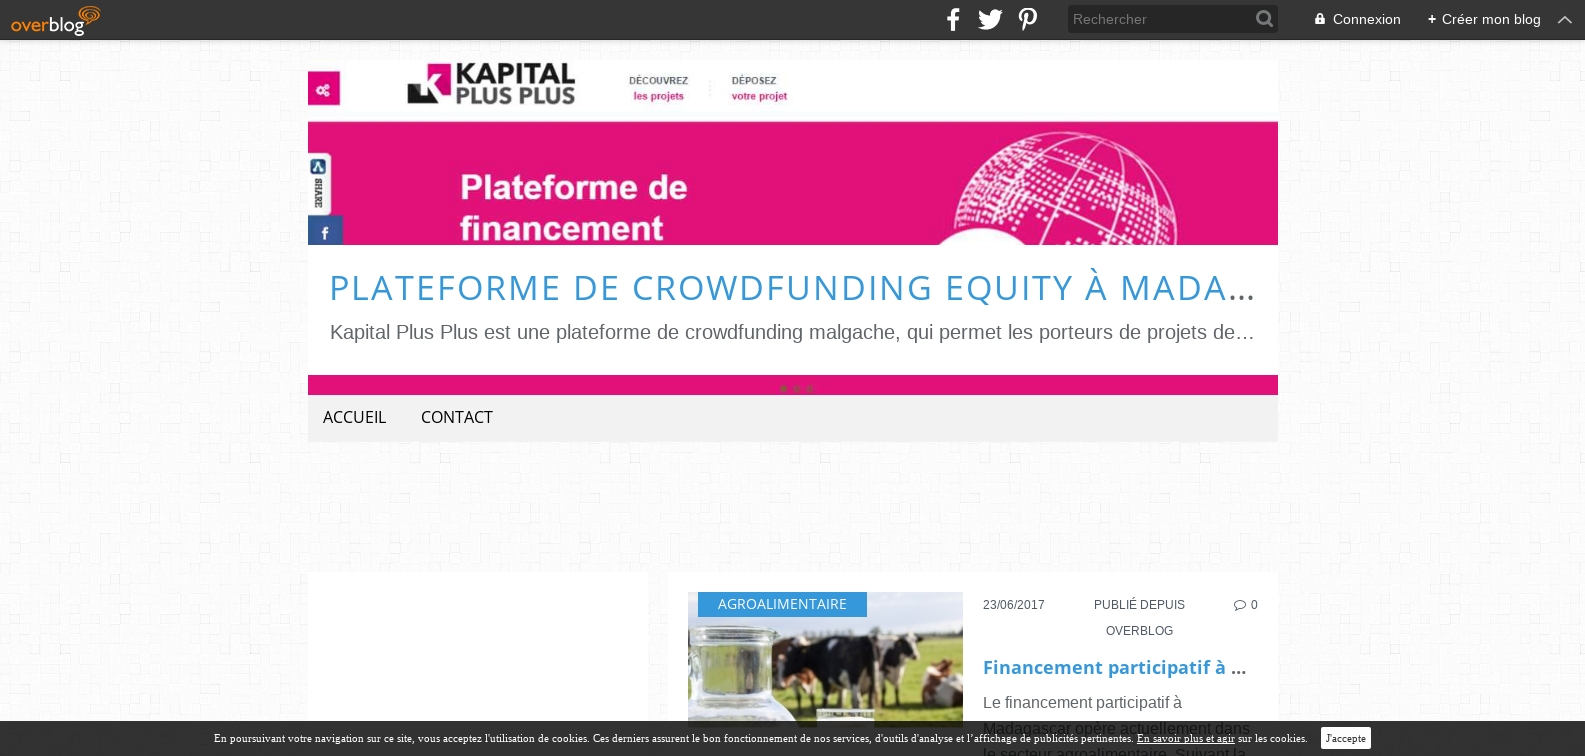 overblog
Rechercher
Connexion
+ Créer mon blog
KAPITAL
PLUS PLUS
DÉCOUVREZ
les projets
DÉPOSEZ
votre projet
SHARE
Plateforme de
financement
PLATEFORME DE CROWDFUNDING EQUITY À MADA...
Kapital Plus Plus est une plateforme de crowdfunding malgache, qui permet les porteurs de projets de…
ACCUEIL
CONTACT
AGROALIMENTAIRE
23/06/2017
PUBLIÉ DEPUIS
OVERBLOG
0
Financement participatif à ...
Le financement participatif à
Madagascar opère actuellement dans
le secteur agroalimentaire. Suivant la
En poursuivant votre navigation sur ce site, vous acceptez l'utilisation de cookies. Ces derniers assurent le bon fonctionnement de nos services, d'outils d'analyse et l'affichage de publicités pertinentes. En savoir plus et agir sur les cookies.
J'accepte